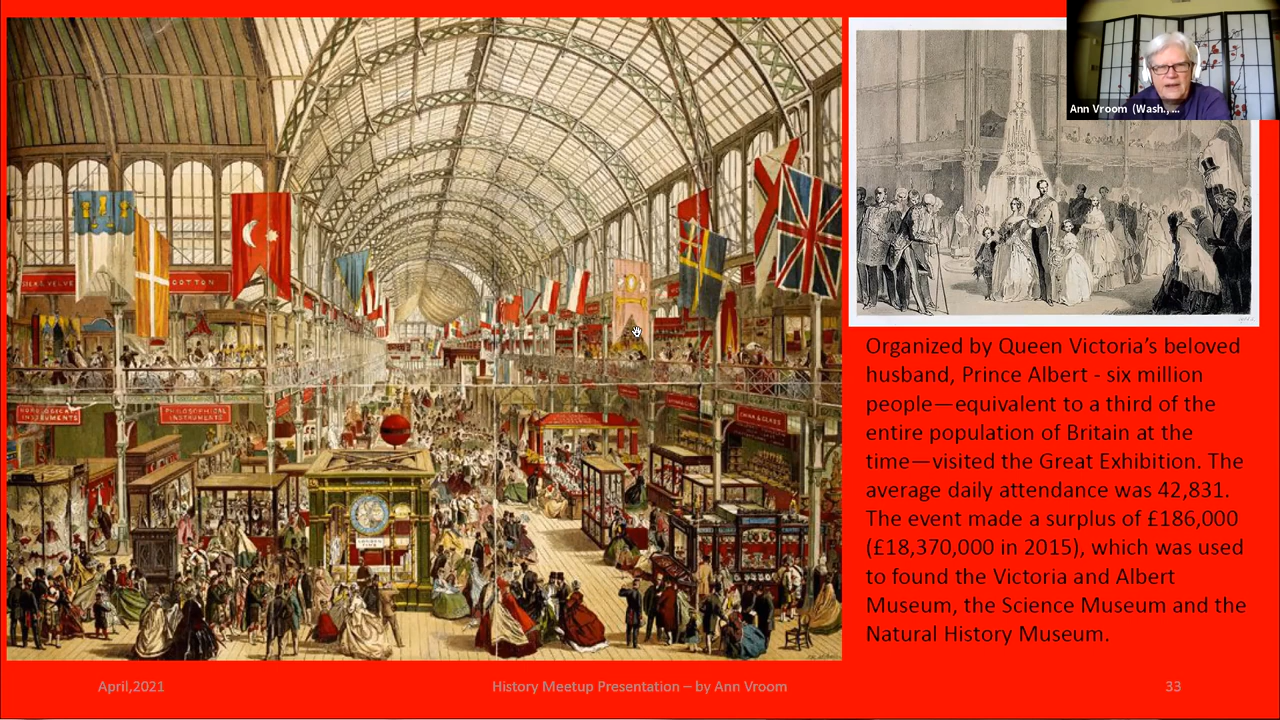 Ann Vroom (Wash., ...
COTTON
PHILOSOPHICAL
INSTRUMENTS
INSTRUMENTS
Organized by Queen Victoria’s beloved
husband, Prince Albert - six million
people—equivalent to a third of the
entire population of Britain at the
time—visited the Great Exhibition. The
average daily attendance was 42,831.
The event made a surplus of £186,000
(£18,370,000 in 2015), which was used
to found the Victoria and Albert
Museum, the Science Museum and the
Natural History Museum.
April,2021
History Meetup Presentation – by Ann Vroom
33